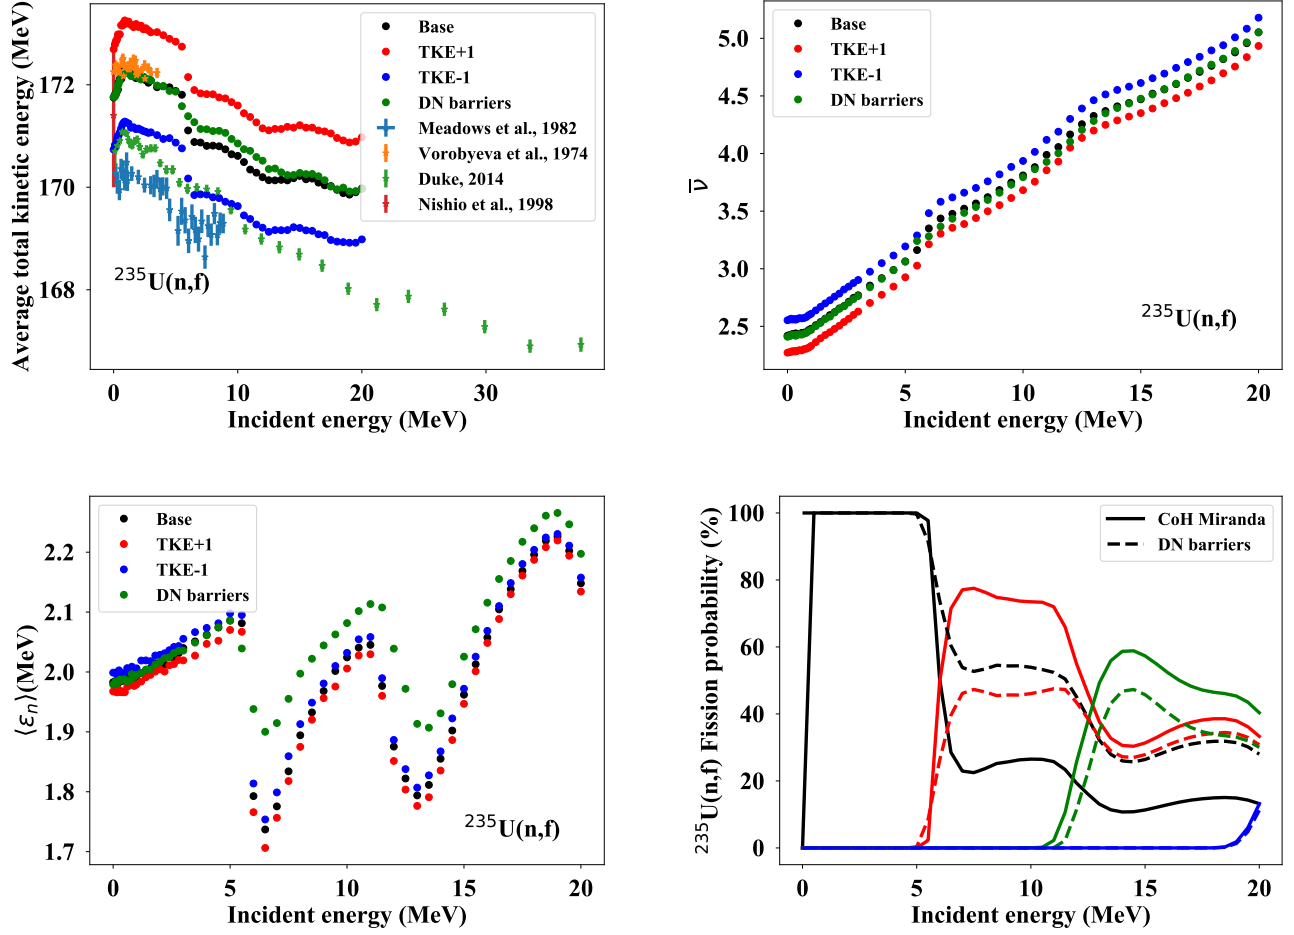 Average total kinetic energy (MeV)
172
170
168
0
10
20
30
Incident energy (MeV)
Base
TKE+1
TKE-1
DN barriers
Meadows et al., 1982
Vorobyeva et al., 1974
Duke, 2014
Nishio et al., 1998
²³⁵U(n,f)
ν̅
5.0
4.5
4.0
3.5
3.0
2.5
0
5
10
15
20
Incident energy (MeV)
Base
TKE+1
TKE-1
DN barriers
²³⁵U(n,f)
⟨εₙ⟩(MeV)
2.2
2.1
2.0
1.9
1.8
1.7
0
5
10
15
20
Incident energy (MeV)
Base
TKE+1
TKE-1
DN barriers
²³⁵U(n,f)
²³⁵U(n,f) Fission probability (%)
100
80
60
40
20
0
0
5
10
15
20
Incident energy (MeV)
CoH Miranda
DN barriers